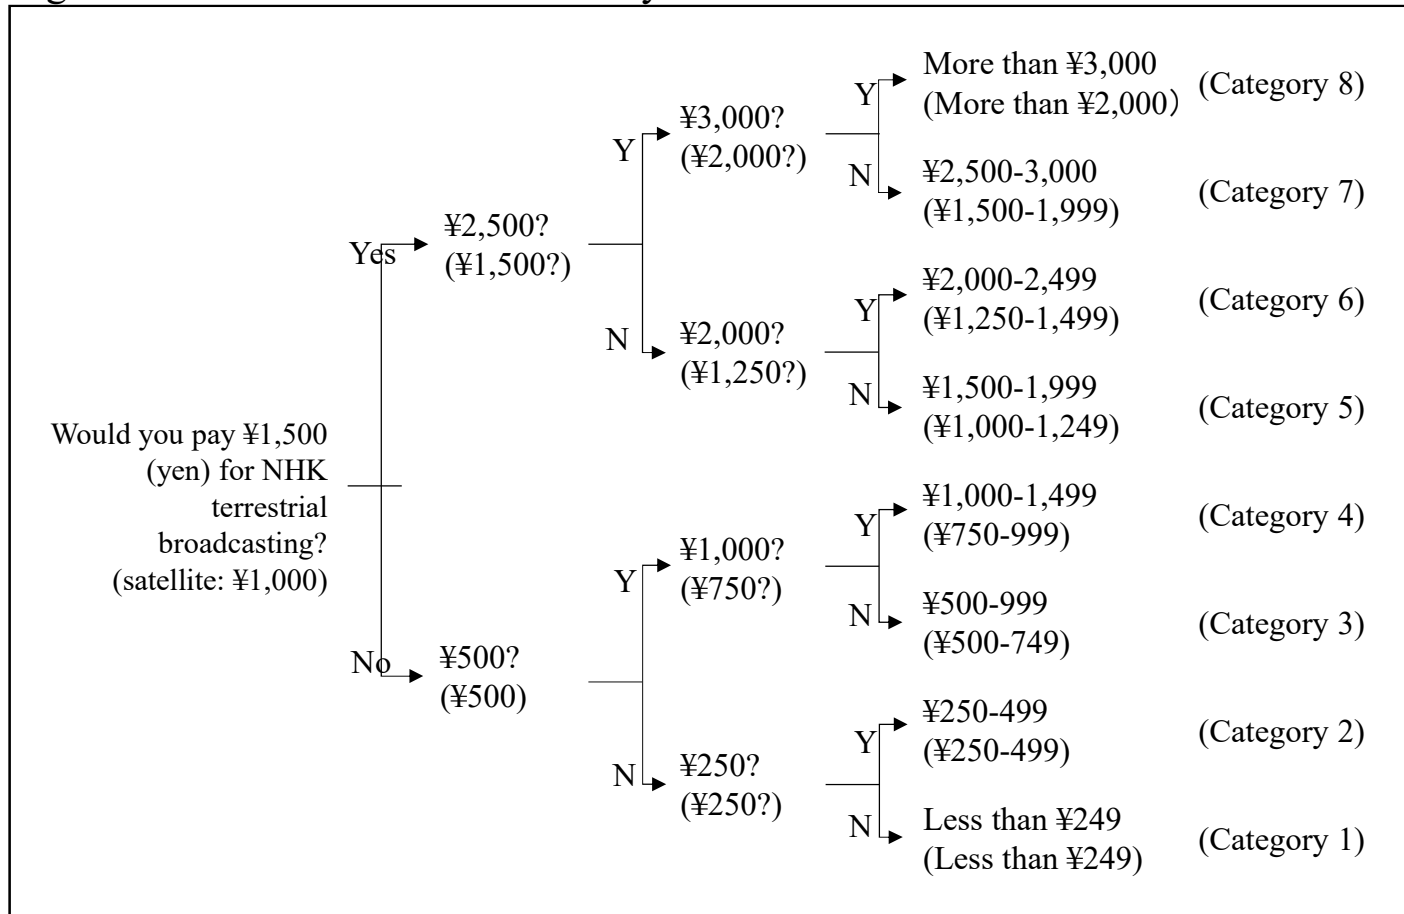 Would you pay ¥1,500
(yen) for NHK
terrestrial
broadcasting?
(satellite: ¥1,000)
Yes
No
¥2,500?
(¥1,500?)
¥500?
(¥500)
Y
N
Y
N
¥3,000?
(¥2,000?)
¥2,000?
(¥1,250?)
¥1,000?
(¥750?)
¥250?
(¥250?)
Y
More than ¥3,000
(More than ¥2,000)
(Category 8)
N
¥2,500-3,000
(¥1,500-1,999)
(Category 7)
Y
¥2,000-2,499
(¥1,250-1,499)
(Category 6)
N
¥1,500-1,999
(¥1,000-1,249)
(Category 5)
Y
¥1,000-1,499
(¥750-999)
(Category 4)
N
¥500-999
(¥500-749)
(Category 3)
Y
¥250-499
(¥250-499)
(Category 2)
N
Less than ¥249
(Less than ¥249)
(Category 1)